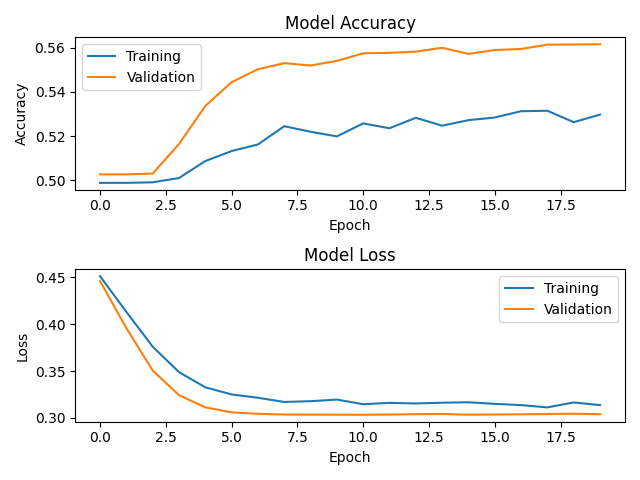 Model Accuracy
0.56
0.54
0.52
0.50
Accuracy
Training
Validation
0.0 2.5 5.0 7.5 10.0 12.5 15.0 17.5
Epoch
Model Loss
0.45
0.40
0.35
0.30
Loss
Training
Validation
0.0 2.5 5.0 7.5 10.0 12.5 15.0 17.5
Epoch